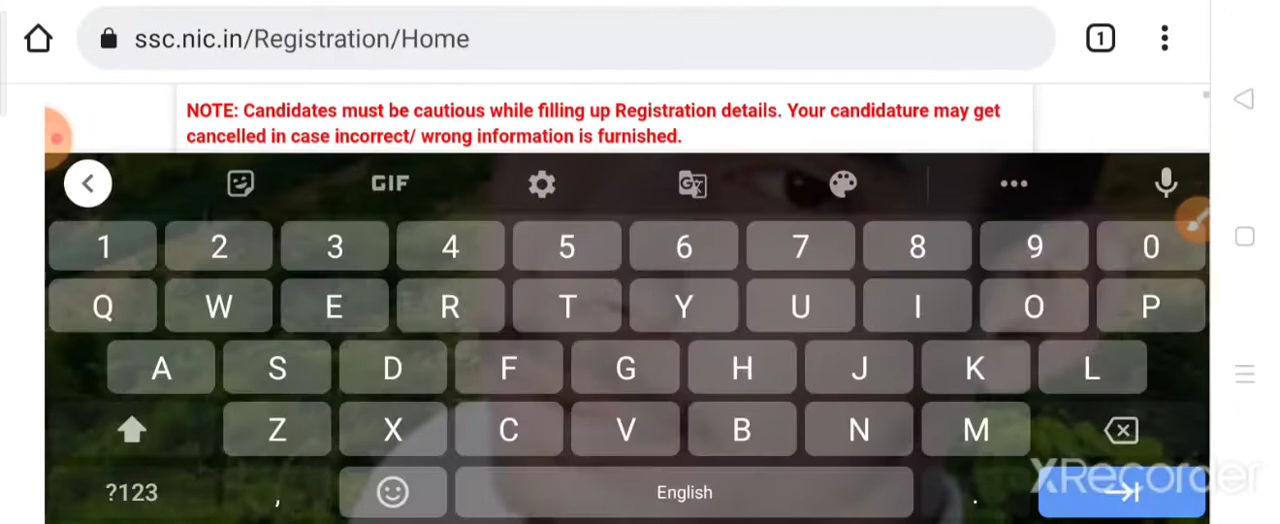 ssc.nic.in/Registration/Home
1
NOTE: Candidates must be cautious while filling up Registration details. Your candidature may get
cancelled in case incorrect/ wrong information is furnished.
GIF
1 2 3 4 5 6 7 8 9 0
Q W E R T Y U I O P
A S D F G H J K L
Z X C V B N M
?123 , English .
XRecorder